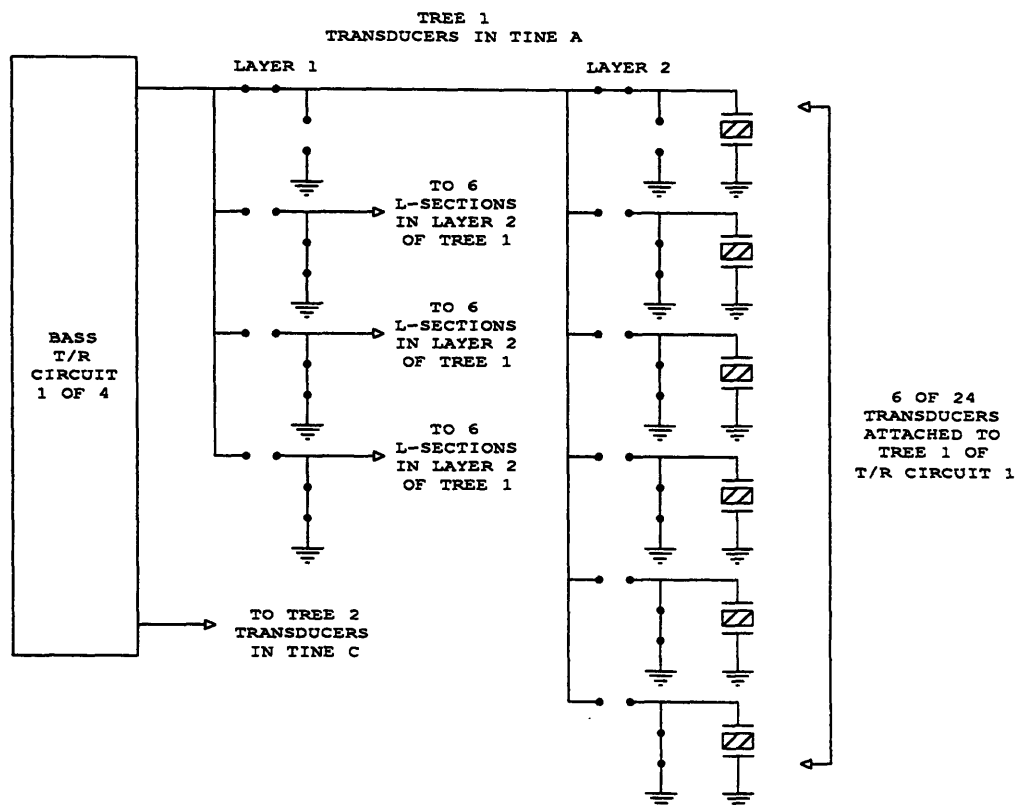 TREE 1
TRANSDUCERS IN TINE A
LAYER 1
LAYER 2
TO 6
L-SECTIONS
IN LAYER 2
OF TREE 1
TO 6
L-SECTIONS
IN LAYER 2
OF TREE 1
TO 6
L-SECTIONS
IN LAYER 2
OF TREE 1
BASS
T/R
CIRCUIT
1 OF 4
6 OF 24
TRANSDUCERS
ATTACHED TO
TREE 1 OF
T/R CIRCUIT 1
TO TREE 2
TRANSDUCERS
IN TINE C